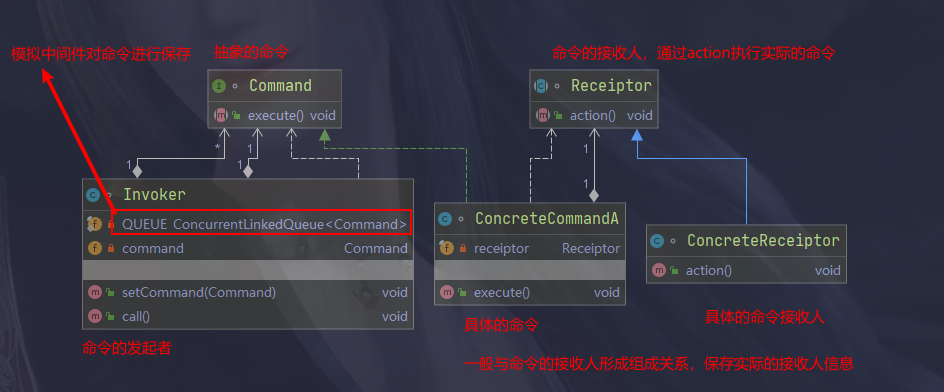 模拟中间件对命令进行保存
抽象的命令
命令的接收人，通过action执行实际的命令
I Command
m execute() void
C Receiptor
m action() void
* 1 1
1 1
1
1
C Invoker
f QUEUE ConcurrentLinkedQueue<Command>
f command Command
m setCommand(Command) void
m call() void
命令的发起者
C ConcreteCommandA
f receiptor Receiptor
m execute() void
具体的命令
一般与命令的接收人形成组成关系，保存实际的接收人信息
C ConcreteReceiptor
m action() void
具体的命令接收人